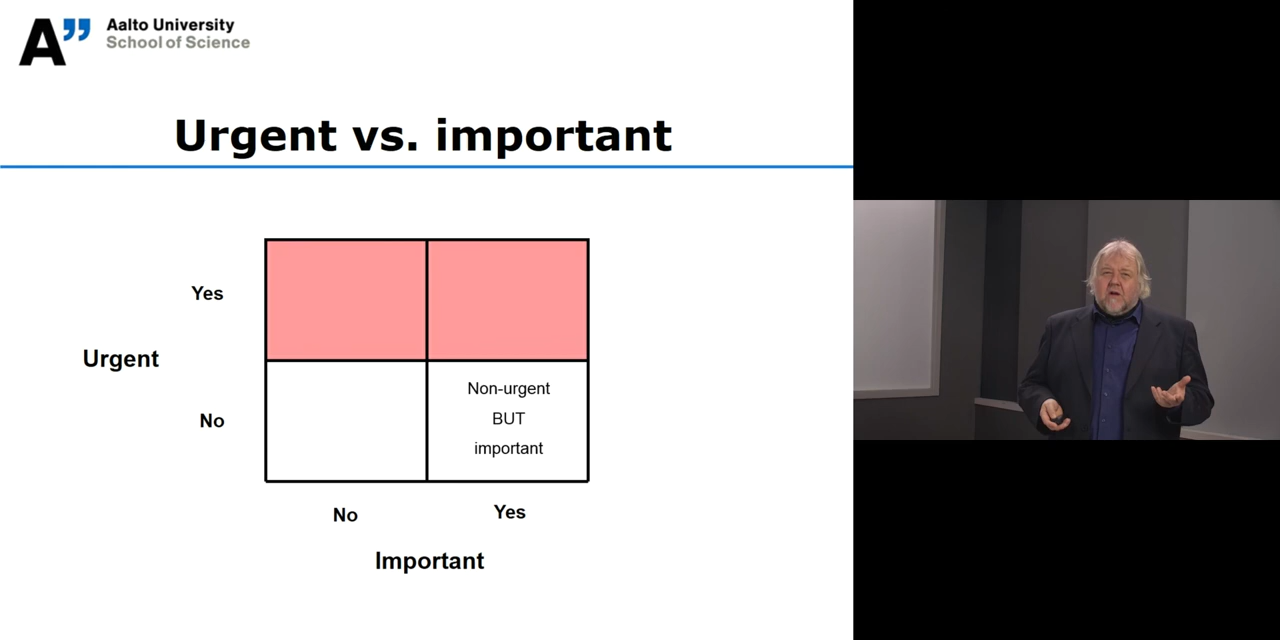 A”
Aalto University
School of Science
Urgent vs. important
Yes
Urgent
No
Non-urgent
BUT
important
No
Yes
Important